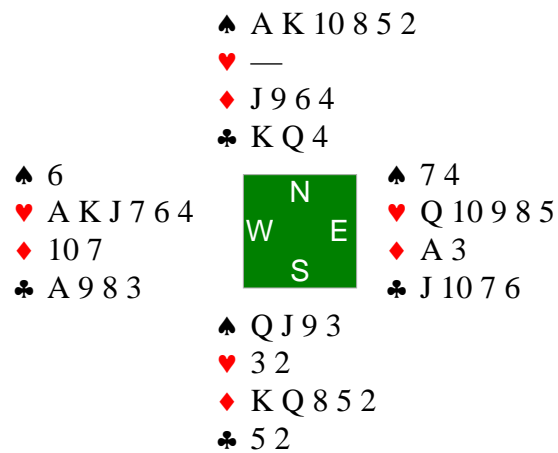 ♠ A K 10 8 5 2
♥ —
♦ J 9 6 4
♣ K Q 4
♠ 6
♥ A K J 7 6 4
♦ 10 7
♣ A 9 8 3
N
W E
S
♠ 7 4
♥ Q 10 9 8 5
♦ A 3
♣ J 10 7 6
♠ Q J 9 3
♥ 3 2
♦ K Q 8 5 2
♣ 5 2